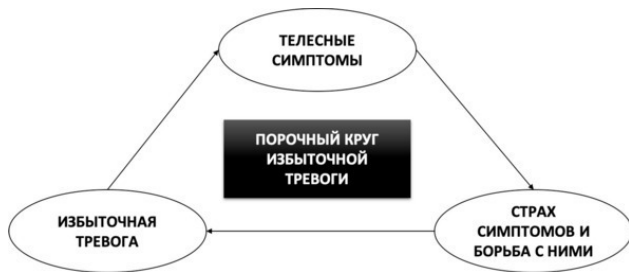 ТЕЛЕСНЫЕ
СИМПТОМЫ
ПОРОЧНЫЙ КРУГ
ИЗБЫТОЧНОЙ
ТРЕВОГИ
ИЗБЫТОЧНАЯ
ТРЕВОГА
СТРАХ
СИМПТОМОВ И
БОРЬБА С НИМИ